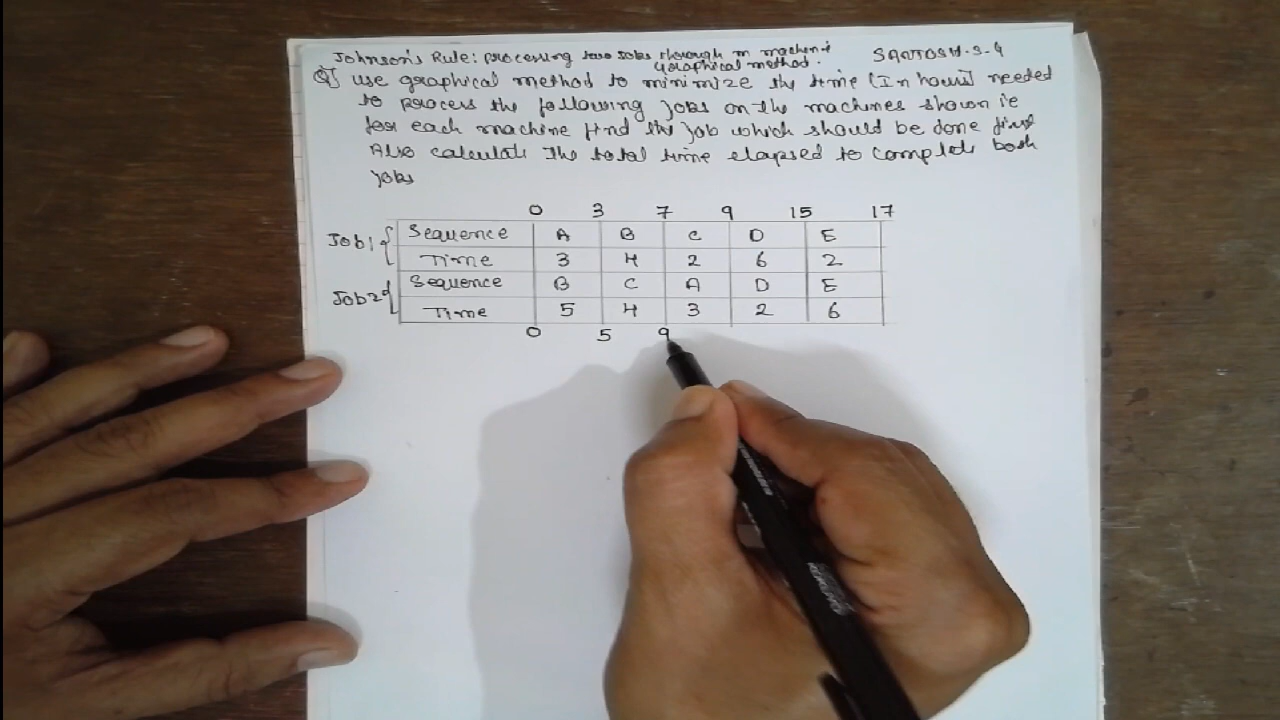 Johnson's Rule: processing two Jobs through m machine
Graphical method. SANTOSH.S.G
Q] Use graphical method to minimize the time (In hours) needed
to process the following jobs on the machines shown ie
for each machine find the job which should be done first
Also calculate The total time elapsed to complete both
jobs
0 3 7 9 15 17
Job1 Sequence A B C D E
Time 3 4 2 6 2
Job2 Sequence B C A D E
Time 5 4 3 2 6
0 5 9